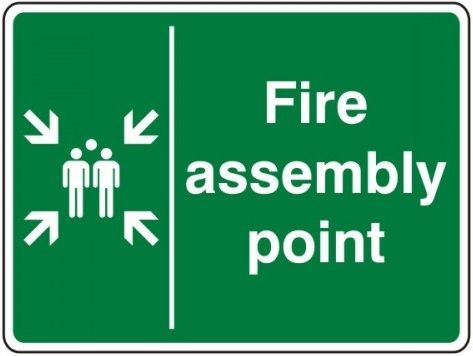 Fire
assembly
point